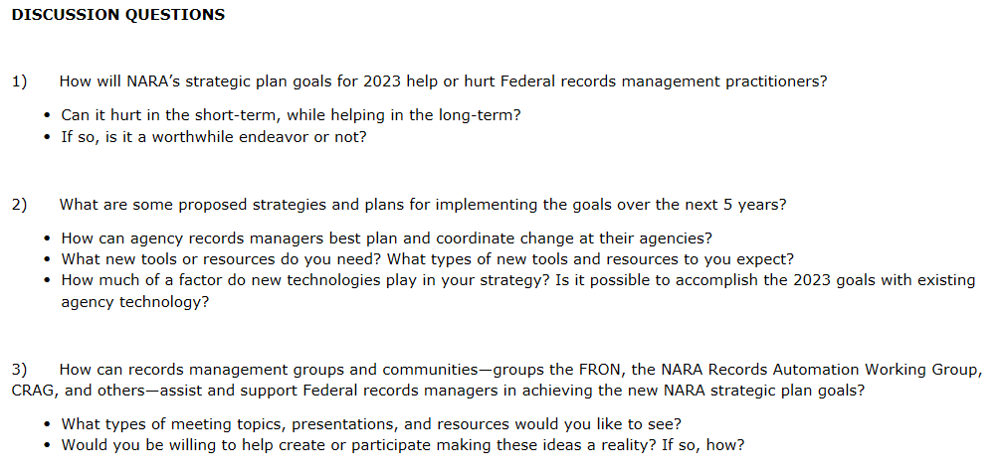 DISCUSSION QUESTIONS
1) How will NARA’s strategic plan goals for 2023 help or hurt Federal records management practitioners?
• Can it hurt in the short-term, while helping in the long-term?
• If so, is it a worthwhile endeavor or not?
2) What are some proposed strategies and plans for implementing the goals over the next 5 years?
• How can agency records managers best plan and coordinate change at their agencies?
• What new tools or resources do you need? What types of new tools and resources to you expect?
• How much of a factor do new technologies play in your strategy? Is it possible to accomplish the 2023 goals with existing
agency technology?
3) How can records management groups and communities—groups the FRON, the NARA Records Automation Working Group,
CRAG, and others—assist and support Federal records managers in achieving the new NARA strategic plan goals?
• What types of meeting topics, presentations, and resources would you like to see?
• Would you be willing to help create or participate making these ideas a reality? If so, how?